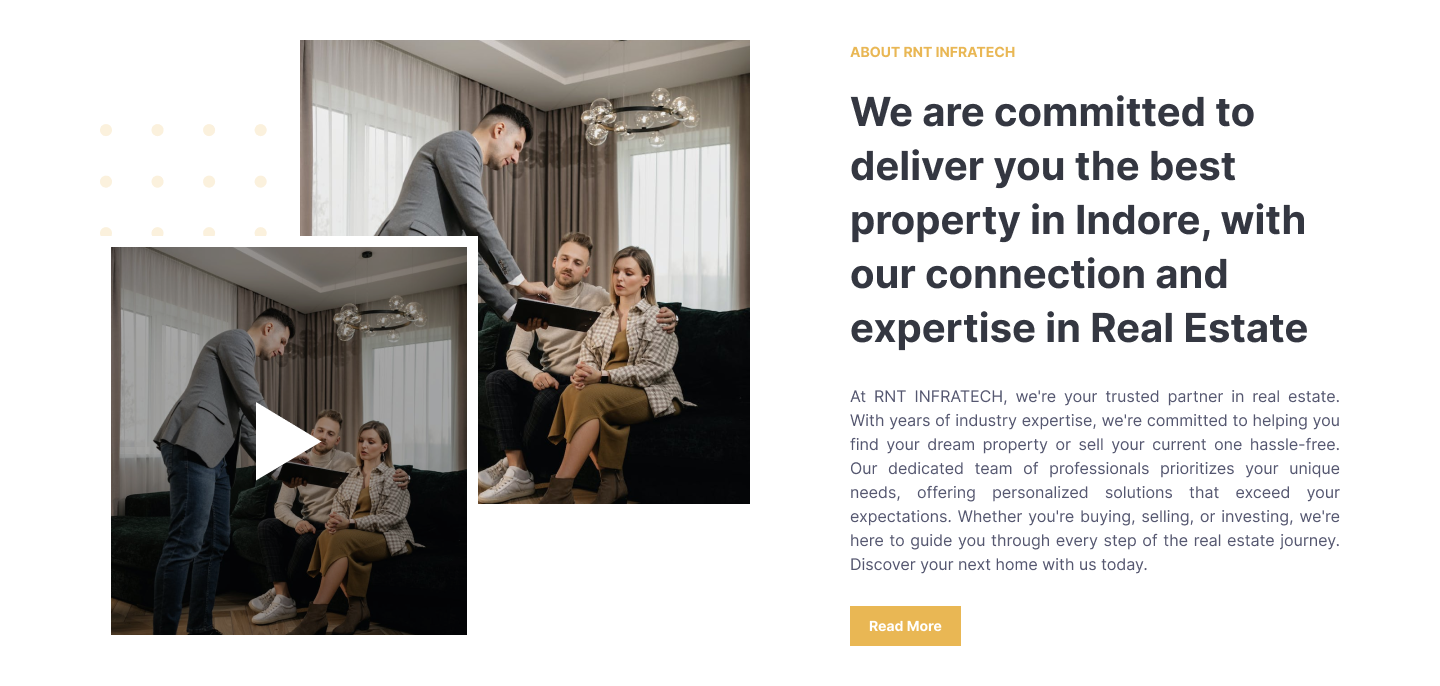 ABOUT RNT INFRATECH
We are committed to
deliver you the best
property in Indore, with
our connection and
expertise in Real Estate
At RNT INFRATECH, we're your trusted partner in real estate.
With years of industry expertise, we're committed to helping you
find your dream property or sell your current one hassle-free.
Our dedicated team of professionals prioritizes your unique
needs, offering personalized solutions that exceed your
expectations. Whether you're buying, selling, or investing, we're
here to guide you through every step of the real estate journey.
Discover your next home with us today.
Read More